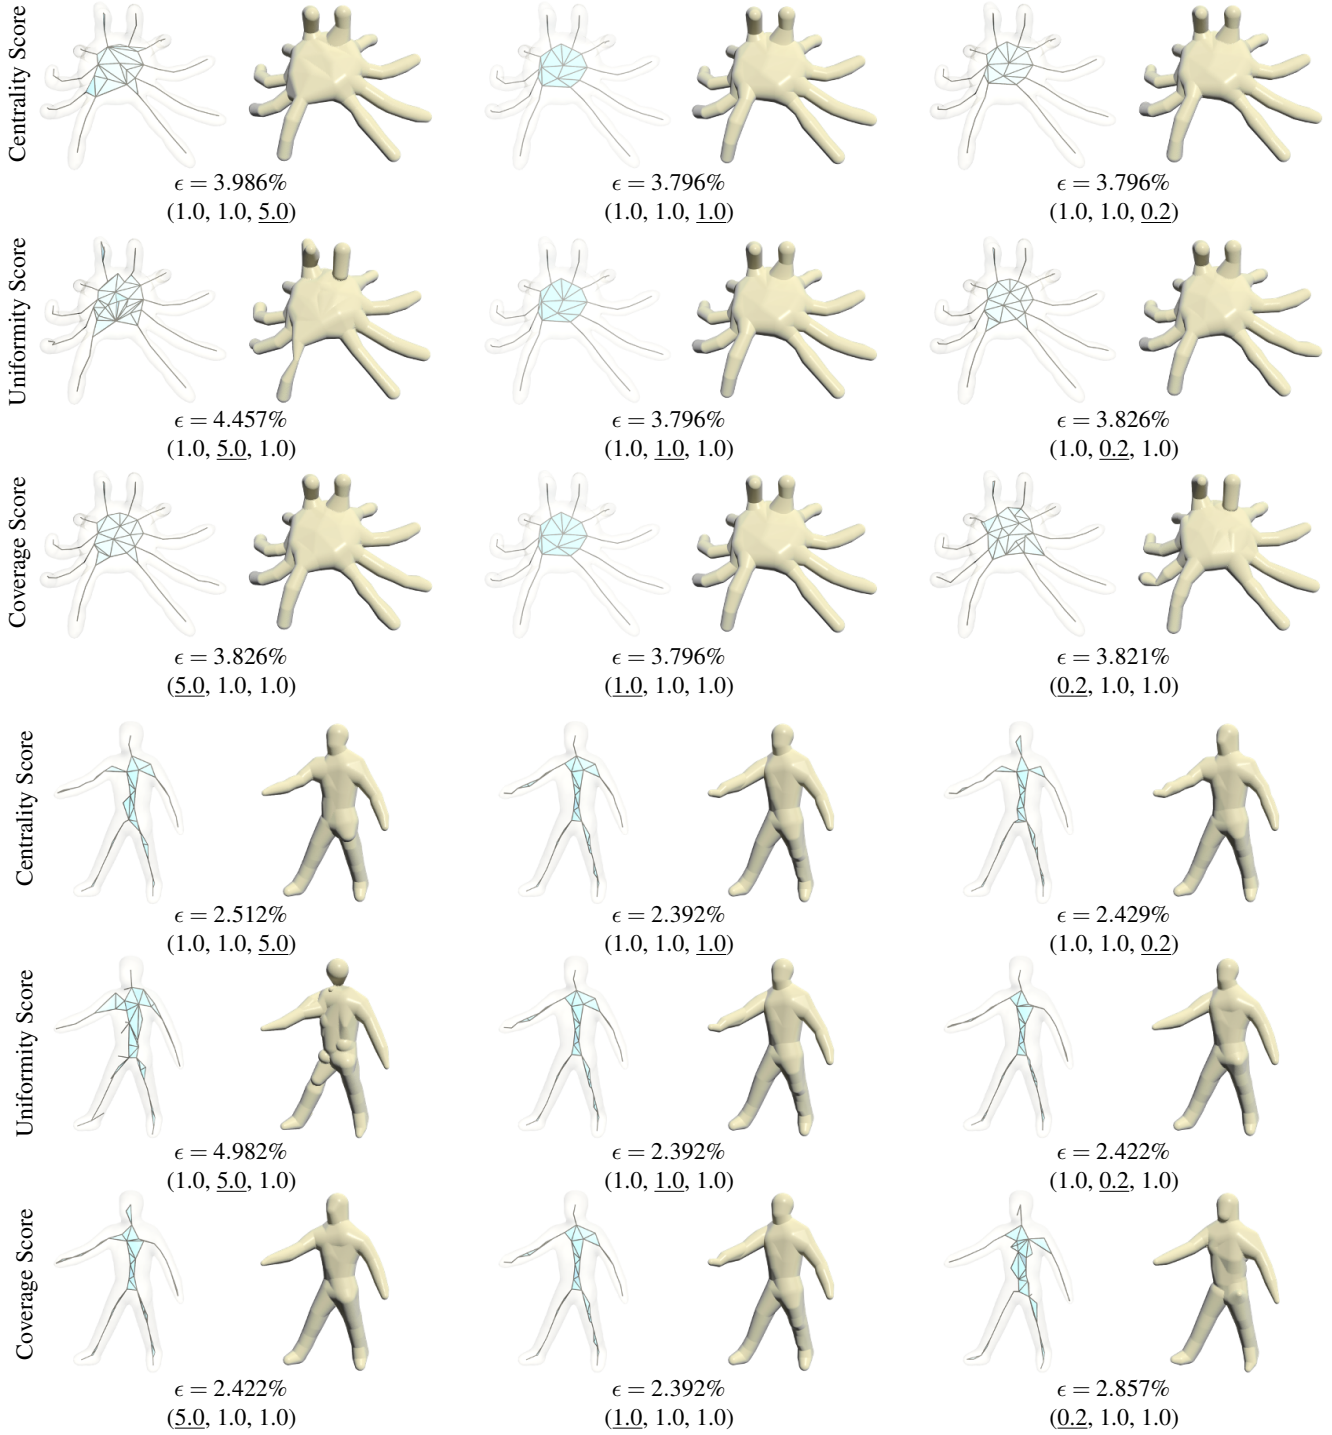 Centrality Score
ϵ = 3.986%
(1.0, 1.0, 5.0)
ϵ = 3.796%
(1.0, 1.0, 1.0)
ϵ = 3.796%
(1.0, 1.0, 0.2)
Uniformity Score
ϵ = 4.457%
(1.0, 5.0, 1.0)
ϵ = 3.796%
(1.0, 1.0, 1.0)
ϵ = 3.826%
(1.0, 0.2, 1.0)
Coverage Score
ϵ = 3.826%
(5.0, 1.0, 1.0)
ϵ = 3.796%
(1.0, 1.0, 1.0)
ϵ = 3.821%
(0.2, 1.0, 1.0)
Centrality Score
ϵ = 2.512%
(1.0, 1.0, 5.0)
ϵ = 2.392%
(1.0, 1.0, 1.0)
ϵ = 2.429%
(1.0, 1.0, 0.2)
Uniformity Score
ϵ = 4.982%
(1.0, 5.0, 1.0)
ϵ = 2.392%
(1.0, 1.0, 1.0)
ϵ = 2.422%
(1.0, 0.2, 1.0)
Coverage Score
ϵ = 2.422%
(5.0, 1.0, 1.0)
ϵ = 2.392%
(1.0, 1.0, 1.0)
ϵ = 2.857%
(0.2, 1.0, 1.0)